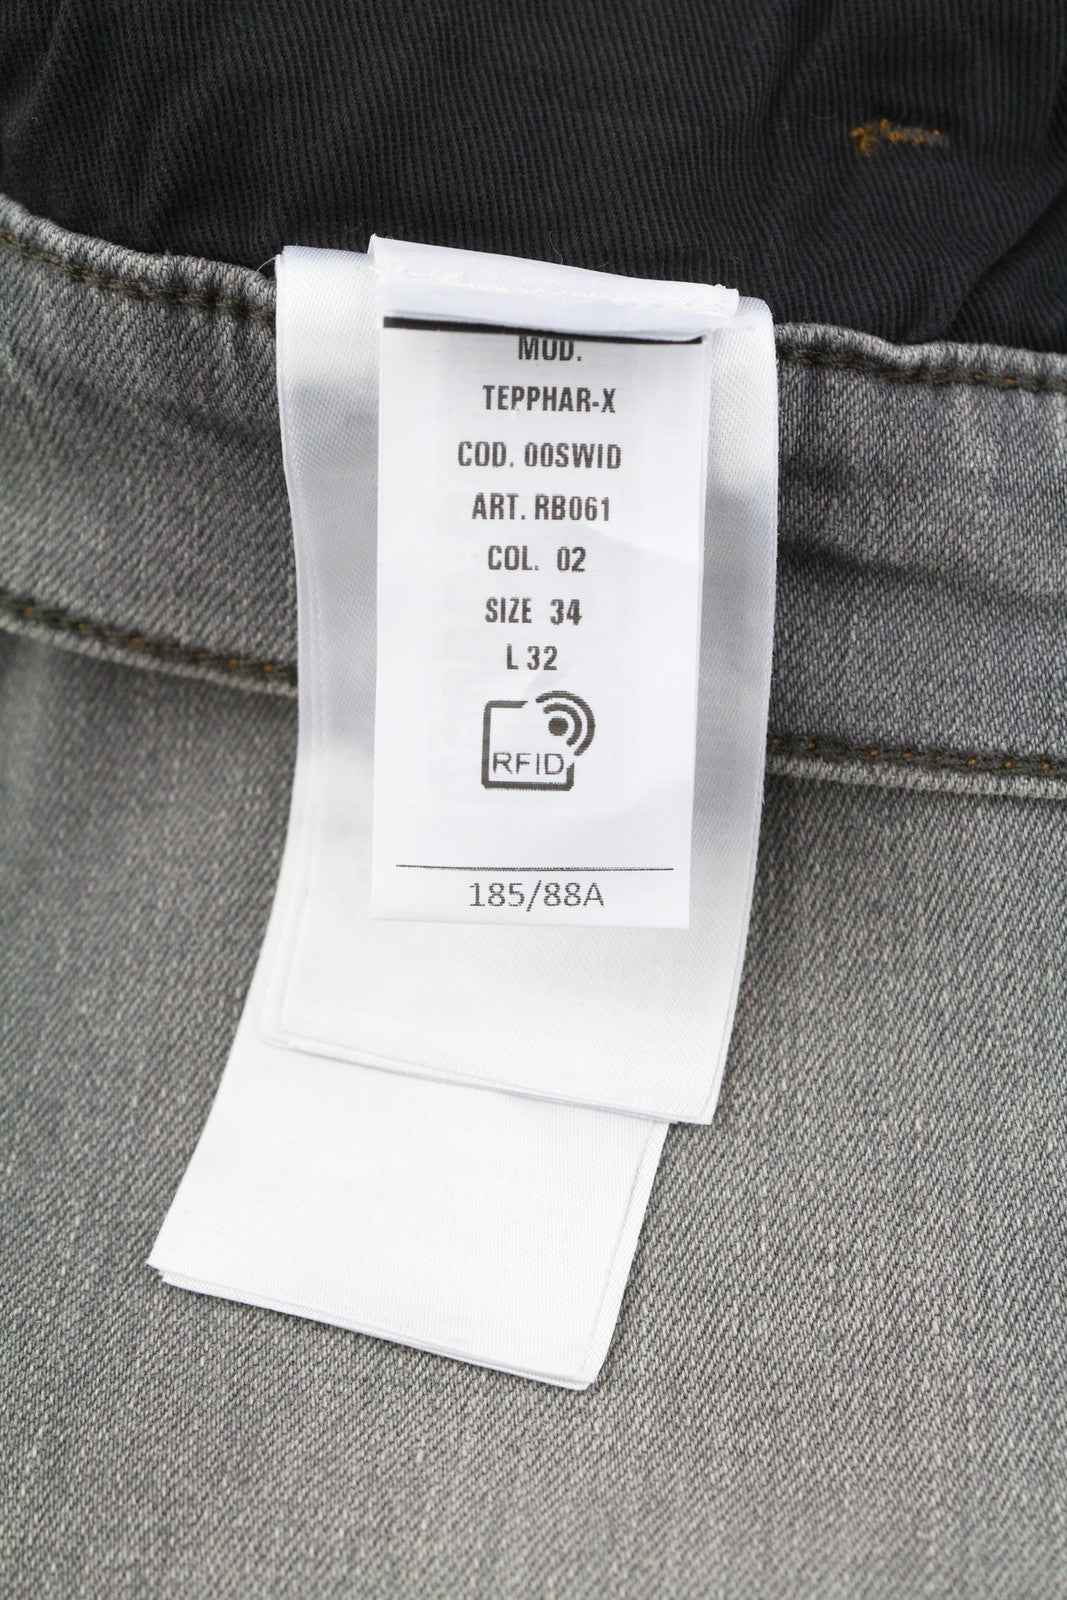 MOD.
TEPPHAR-X
COD. 00SWID
ART. RB061
COL. 02
SIZE 34
L 32
RFID
185/88A